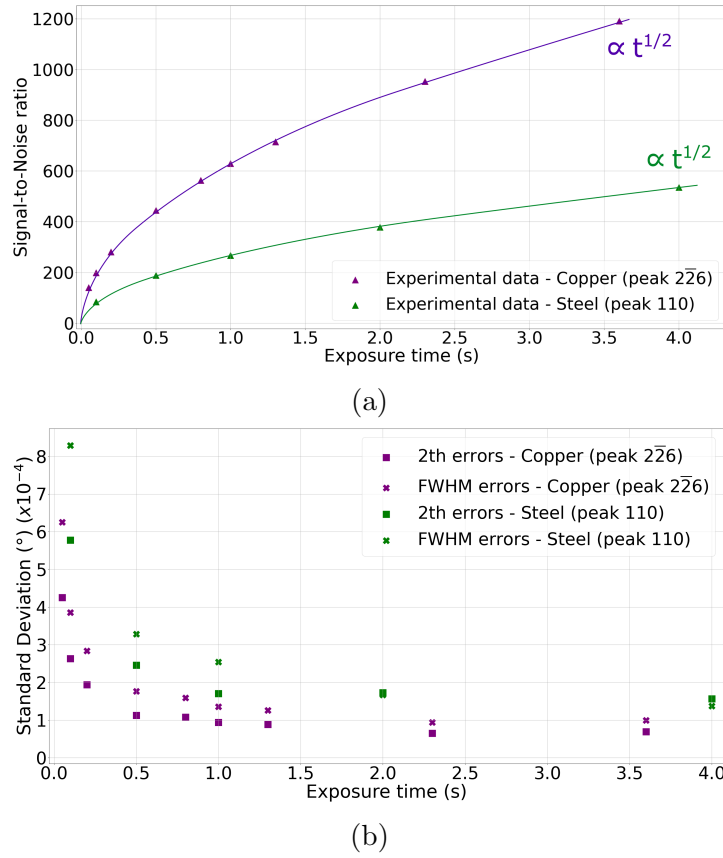 1200
1000
800
600
400
200
0
Signal-to-Noise ratio
∝ t^{1/2}
∝ t^{1/2}
Experimental data - Copper (peak 22̅6)
Experimental data - Steel (peak 110)
0.0 0.5 1.0 1.5 2.0 2.5 3.0 3.5 4.0
Exposure time (s)
(a)
8
7
6
5
4
3
2
1
0
Standard Deviation (°) (x10^{-4})
2th errors - Copper (peak 22̅6)
FWHM errors - Copper (peak 22̅6)
2th errors - Steel (peak 110)
FWHM errors - Steel (peak 110)
0.0 0.5 1.0 1.5 2.0 2.5 3.0 3.5 4.0
Exposure time (s)
(b)